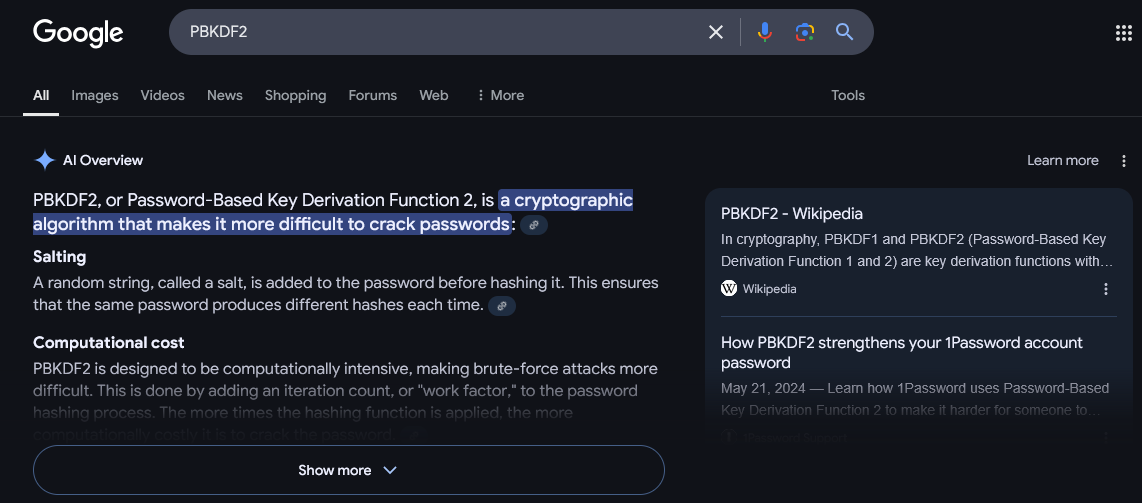 Google
PBKDF2
All Images Videos News Shopping Forums Web More Tools
AI Overview
Learn more
PBKDF2, or Password-Based Key Derivation Function 2, is a cryptographic
algorithm that makes it more difficult to crack passwords:
Salting
A random string, called a salt, is added to the password before hashing it. This ensures
that the same password produces different hashes each time.
Computational cost
PBKDF2 is designed to be computationally intensive, making brute-force attacks more
difficult. This is done by adding an iteration count, or "work factor," to the password
hashing process. The more times the hashing function is applied, the more
computationally costly it is to crack the password.
Show more
PBKDF2 - Wikipedia
In cryptography, PBKDF1 and PBKDF2 (Password-Based Key
Derivation Function 1 and 2) are key derivation functions with…
W Wikipedia
How PBKDF2 strengthens your 1Password account
password
May 21, 2024 — Learn how 1Password uses Password-Based
Key Derivation Function 2 to make it harder for someone to…
1Password Support